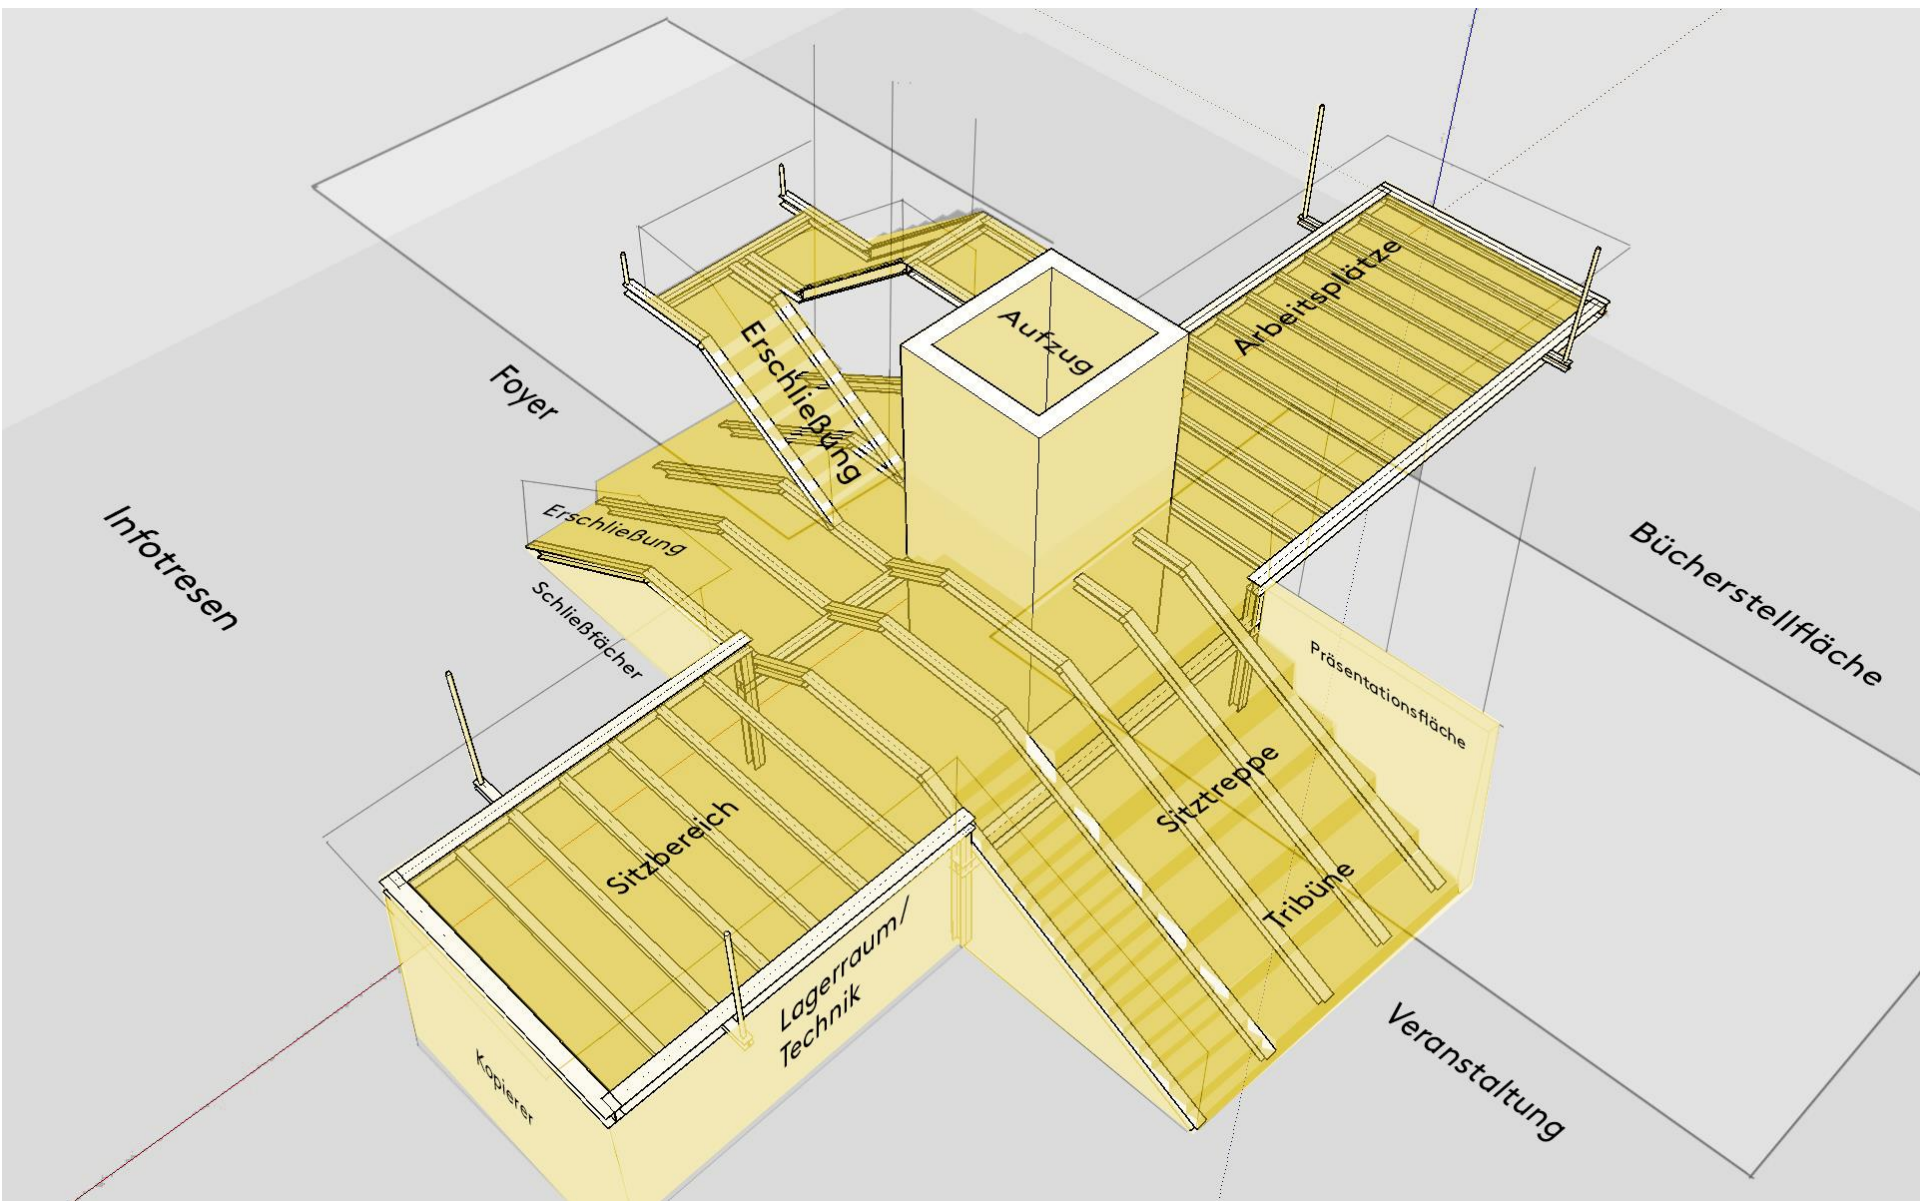 Arbeitsplätze
Aufzug
Erschließung
Foyer
Erschließung
Infotresen
Schließfächer
Bücherstellfläche
Präsentationsfläche
Sitztreppe
Tribüne
Sitzbereich
Lagerraum/
Technik
Kopierer
Veranstaltung